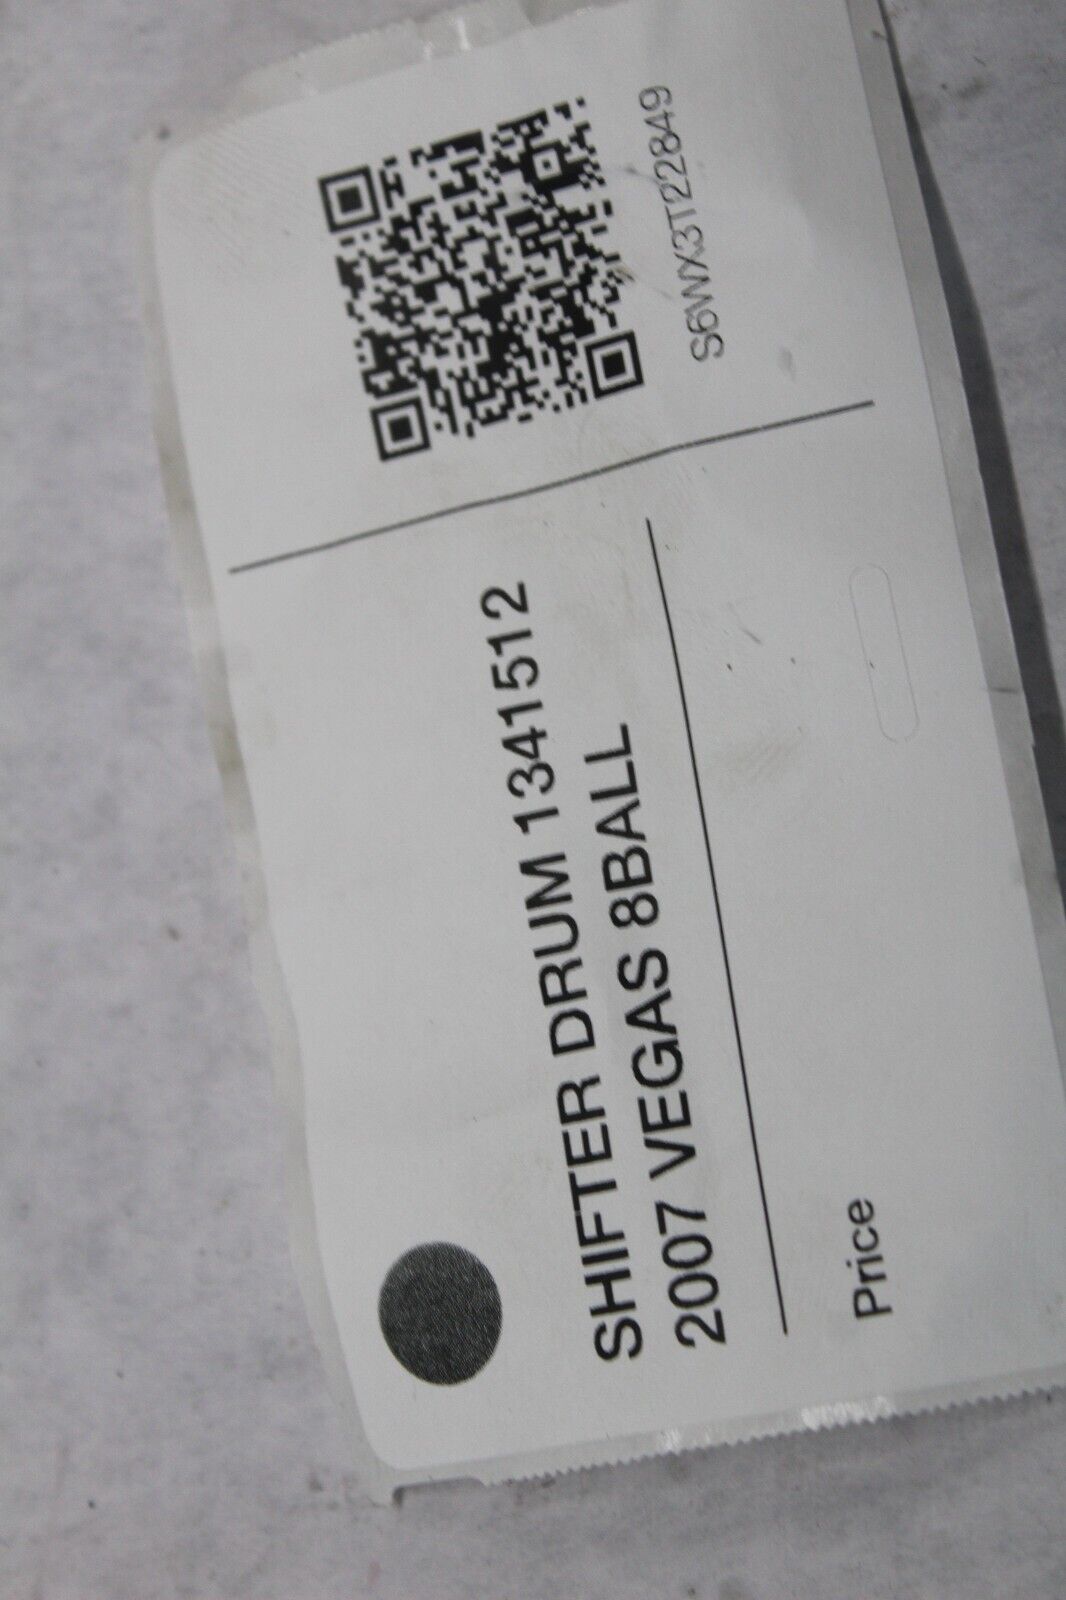 SHIFTER DRUM 1341512
2007 VEGAS 8BALL
Price
S6WX3T22849